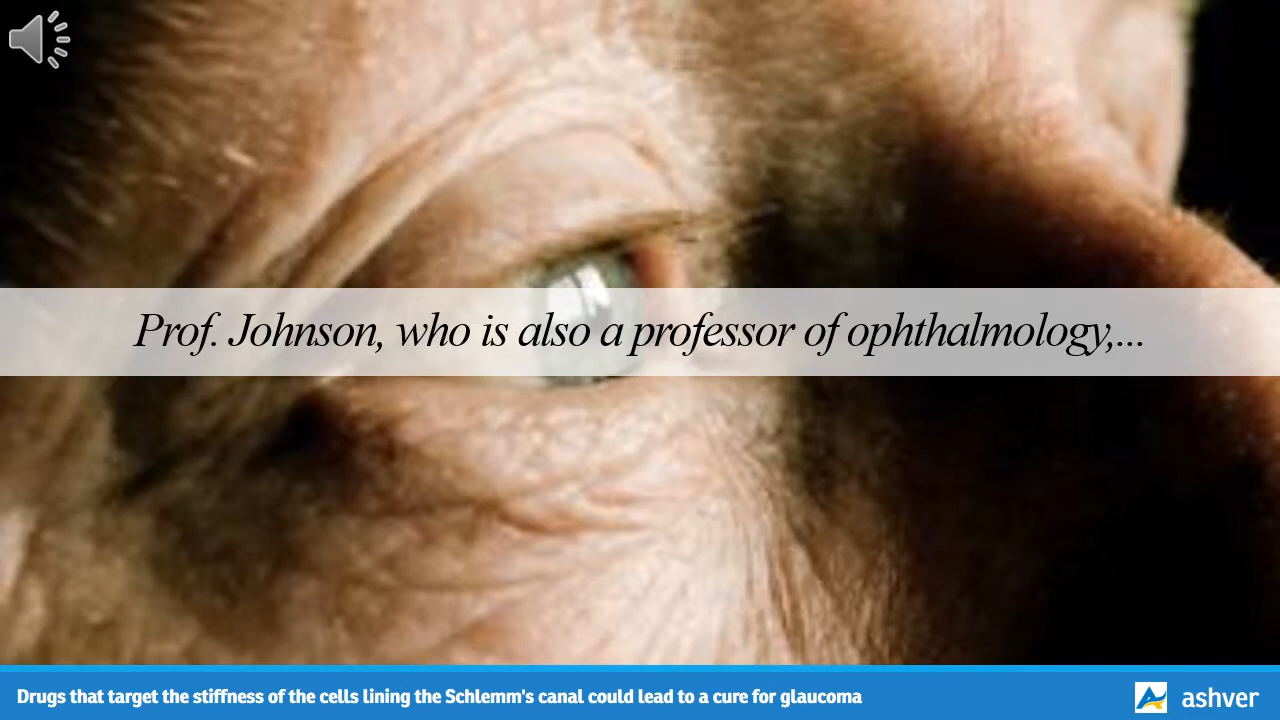 Prof. Johnson, who is also a professor of ophthalmology,...
Drugs that target the stiffness of the cells lining the Schlemm's canal could lead to a cure for glaucoma
ashver